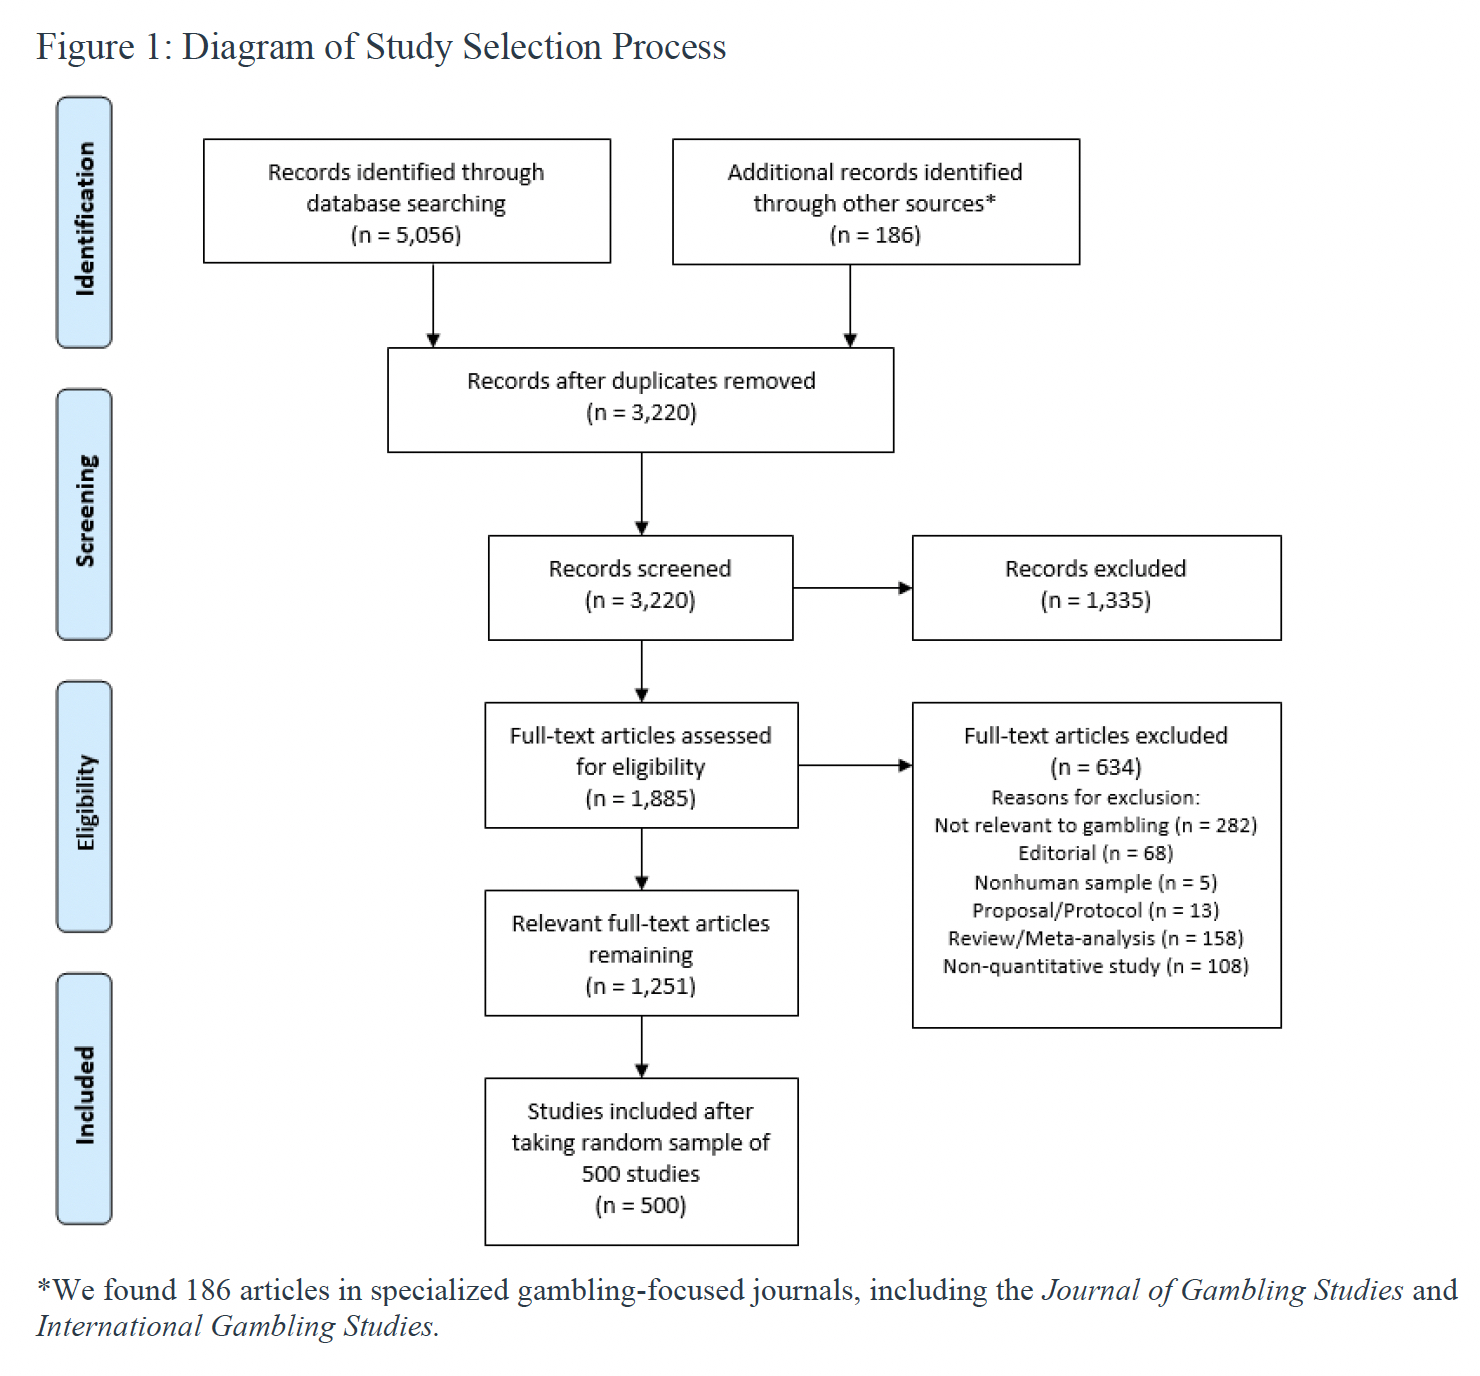 Figure 1: Diagram of Study Selection Process
Identification
Records identified through
database searching
(n = 5,056)
Additional records identified
through other sources*
(n = 186)
Records after duplicates removed
(n = 3,220)
Screening
Records screened
(n = 3,220)
Records excluded
(n = 1,335)
Eligibility
Full-text articles assessed
for eligibility
(n = 1,885)
Full-text articles excluded
(n = 634)
Reasons for exclusion:
Not relevant to gambling (n = 282)
Editorial (n = 68)
Nonhuman sample (n = 5)
Proposal/Protocol (n = 13)
Review/Meta-analysis (n = 158)
Non-quantitative study (n = 108)
Relevant full-text articles
remaining
(n = 1,251)
Included
Studies included after
taking random sample of
500 studies
(n = 500)
*We found 186 articles in specialized gambling-focused journals, including the Journal of Gambling Studies and
International Gambling Studies.